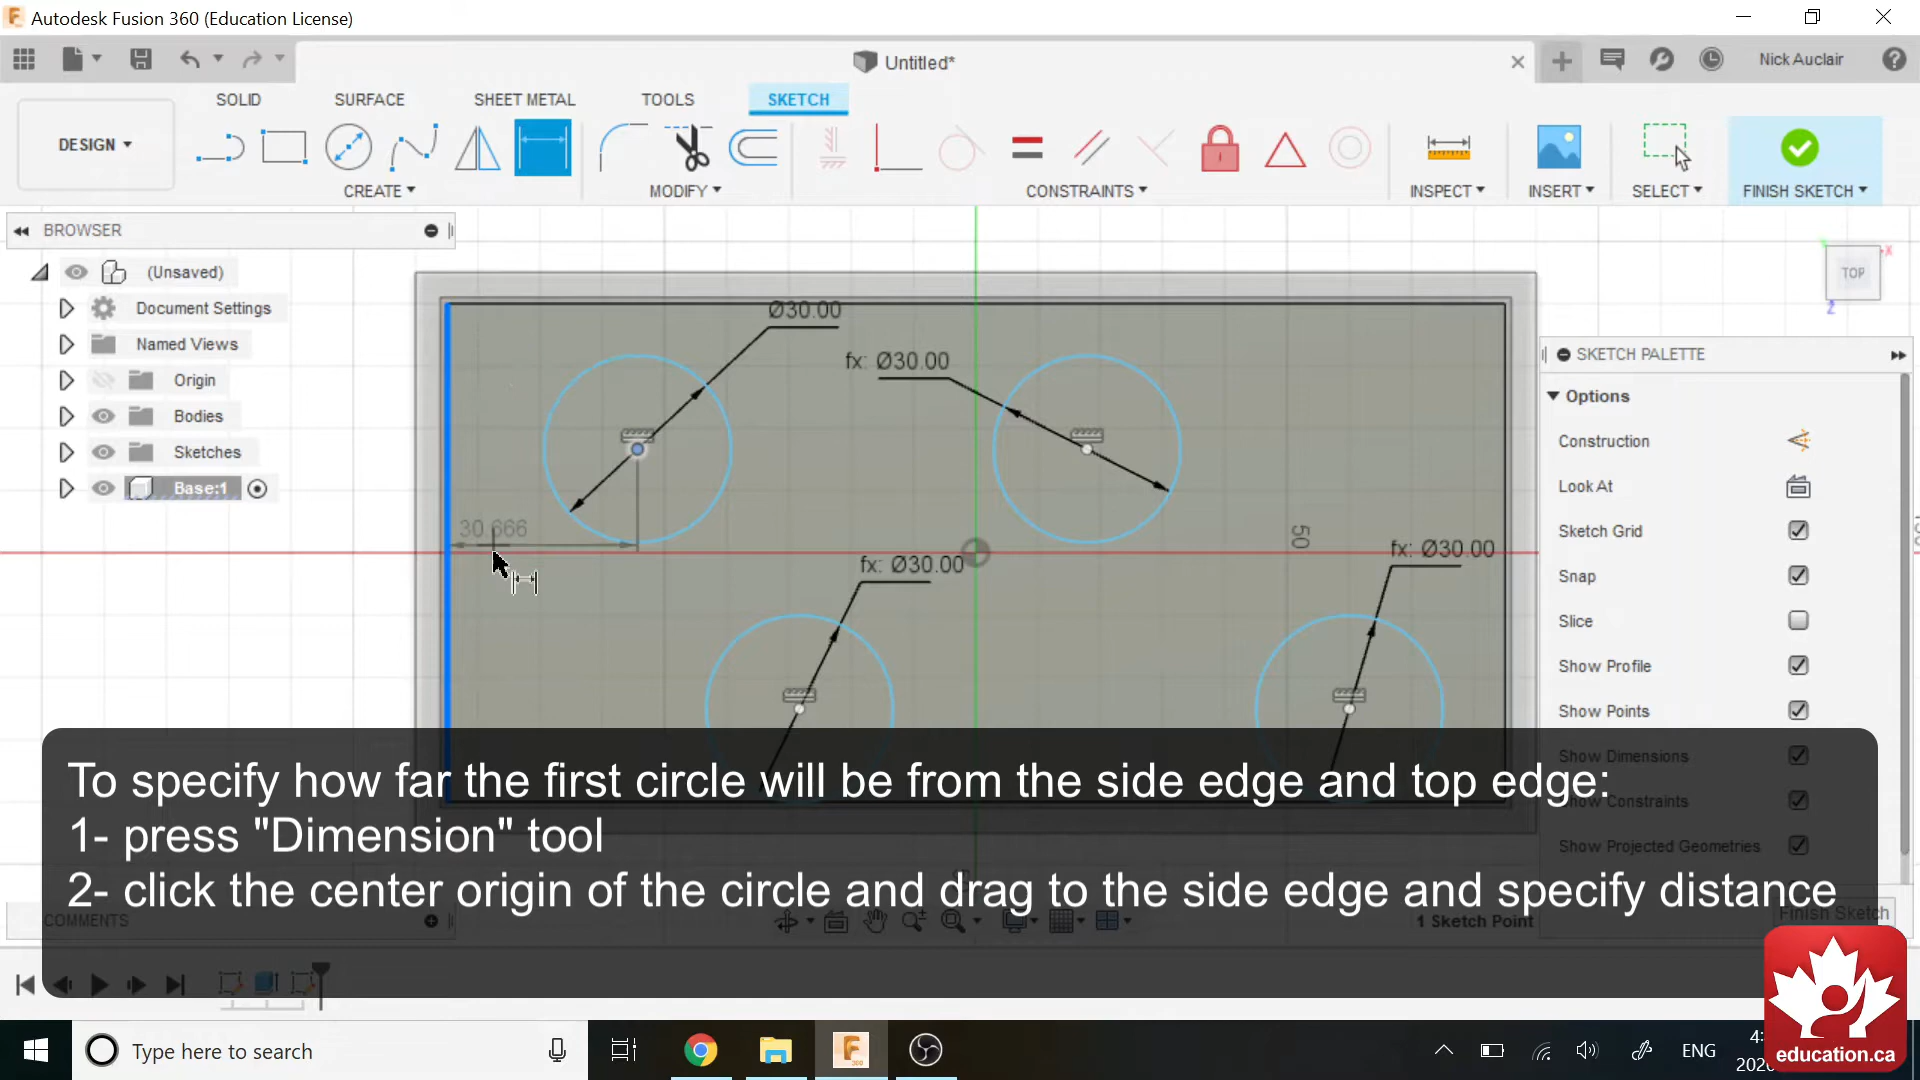 Autodesk Fusion 360 (Education License)
Untitled*
Nick Auclair
SOLID
SURFACE
SHEET METAL
TOOLS
SKETCH
DESIGN
CREATE
MODIFY
CONSTRAINTS
INSPECT
INSERT
SELECT
FINISH SKETCH
BROWSER
(Unsaved)
Document Settings
Named Views
Origin
Bodies
Sketches
Base:1
TOP
X
Z
Ø30.00
fx: Ø30.00
30.666
50
fx: Ø30.00
fx: Ø30.00
SKETCH PALETTE
Options
Construction
Look At
Sketch Grid
Snap
Slice
Show Profile
Show Points
Show Dimensions
Show Constraints
Show Projected Geometries
Finish Sketch
To specify how far the first circle will be from the side edge and top edge:
1- press "Dimension" tool
2- click the center origin of the circle and drag to the side edge and specify distance
COMMENTS
1 Sketch Point
education.ca
Type here to search
ENG